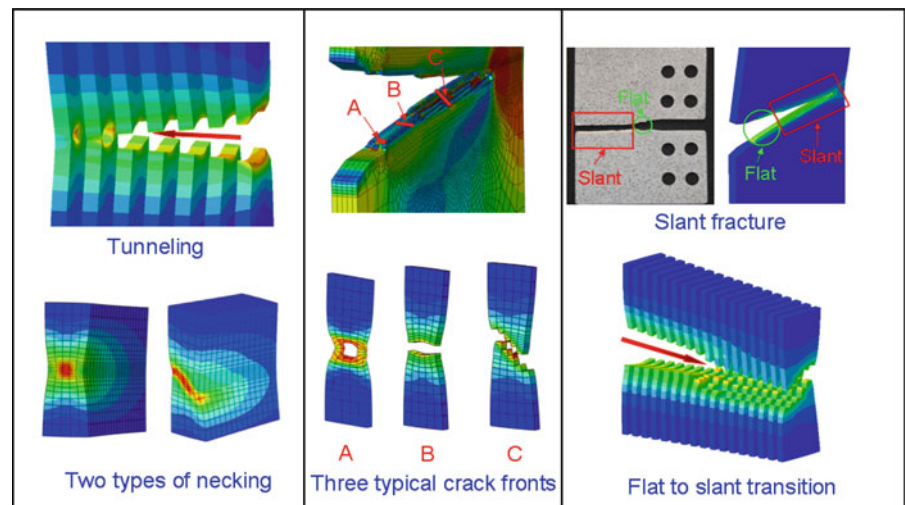 Tunneling
Two types of necking
A
B
C
A
B
C
Three typical crack fronts
Flat
Slant
Flat
Slant
Slant fracture
Flat to slant transition